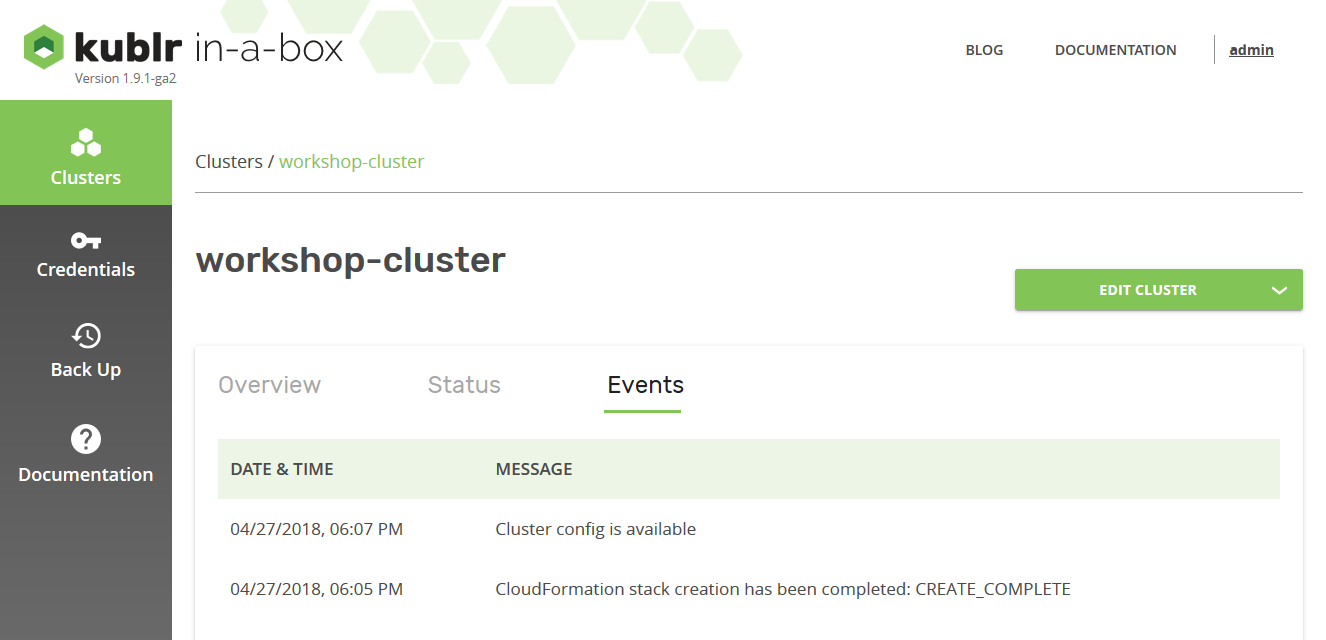 kublr in-a-box
Version 1.9.1-ga2
BLOG
DOCUMENTATION
admin
Clusters
Credentials
Back Up
Documentation
Clusters / workshop-cluster
workshop-cluster
EDIT CLUSTER
Overview
Status
Events
DATE & TIME MESSAGE
04/27/2018, 06:07 PM Cluster config is available
04/27/2018, 06:05 PM CloudFormation stack creation has been completed: CREATE_COMPLETE